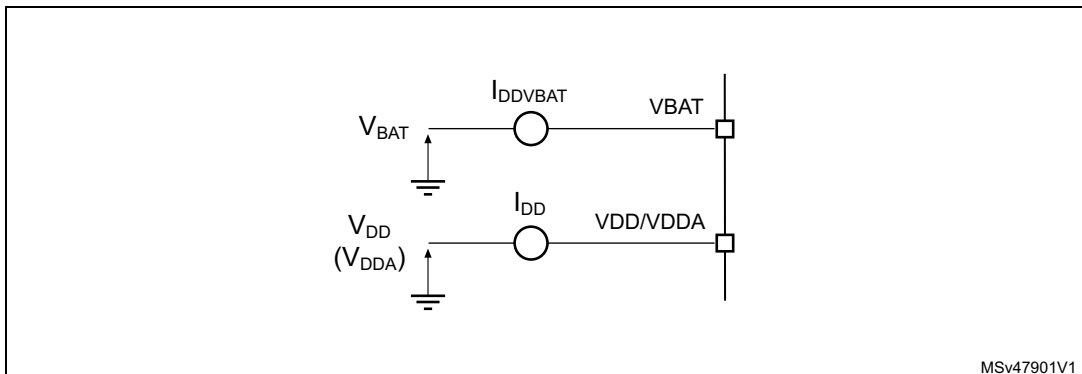 I_DDVBAT
VBAT
V_BAT
I_DD
VDD/VDDA
V_DD
(V_DDA)
MSv47901V1